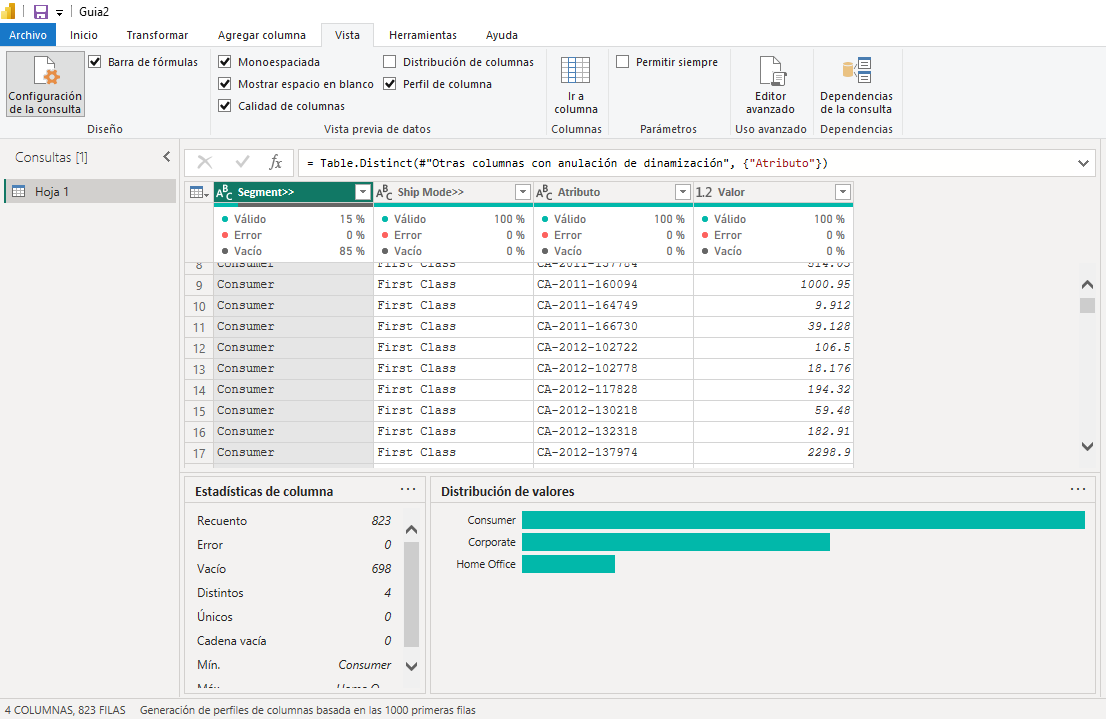 Guia2
Archivo Inicio Transformar Agregar columna Vista Herramientas Ayuda
Configuración de la consulta
Barra de fórmulas
Diseño
Monoespaciada
Mostrar espacio en blanco
Calidad de columnas
Distribución de columnas
Perfil de columna
Vista previa de datos
Ir a columna
Columnas
Permitir siempre
Parámetros
Editor avanzado
Uso avanzado
Dependencias de la consulta
Dependencias
Consultas [1]
Hoja 1
fx = Table.Distinct(#"Otras columnas con anulación de dinamización", {"Atributo"})
ABC Segment>> ABC Ship Mode>> ABC Atributo 1.2 Valor
Válido 15 % Válido 100 % Válido 100 % Válido 100 %
Error 0 % Error 0 % Error 0 % Error 0 %
Vacío 85 % Vacío 0 % Vacío 0 % Vacío 0 %
8 Consumer First Class CA-2011-157784 914.05
9 Consumer First Class CA-2011-160094 1000.95
10 Consumer First Class CA-2011-164749 9.912
11 Consumer First Class CA-2011-166730 39.128
12 Consumer First Class CA-2012-102722 106.5
13 Consumer First Class CA-2012-102778 18.176
14 Consumer First Class CA-2012-117828 194.32
15 Consumer First Class CA-2012-130218 59.48
16 Consumer First Class CA-2012-132318 182.91
17 Consumer First Class CA-2012-137974 2298.9
Estadísticas de columna ...
Recuento 823
Error 0
Vacío 698
Distintos 4
Únicos 0
Cadena vacía 0
Mín. Consumer
Distribución de valores ...
Consumer
Corporate
Home Office
4 COLUMNAS, 823 FILAS Generación de perfiles de columnas basada en las 1000 primeras filas